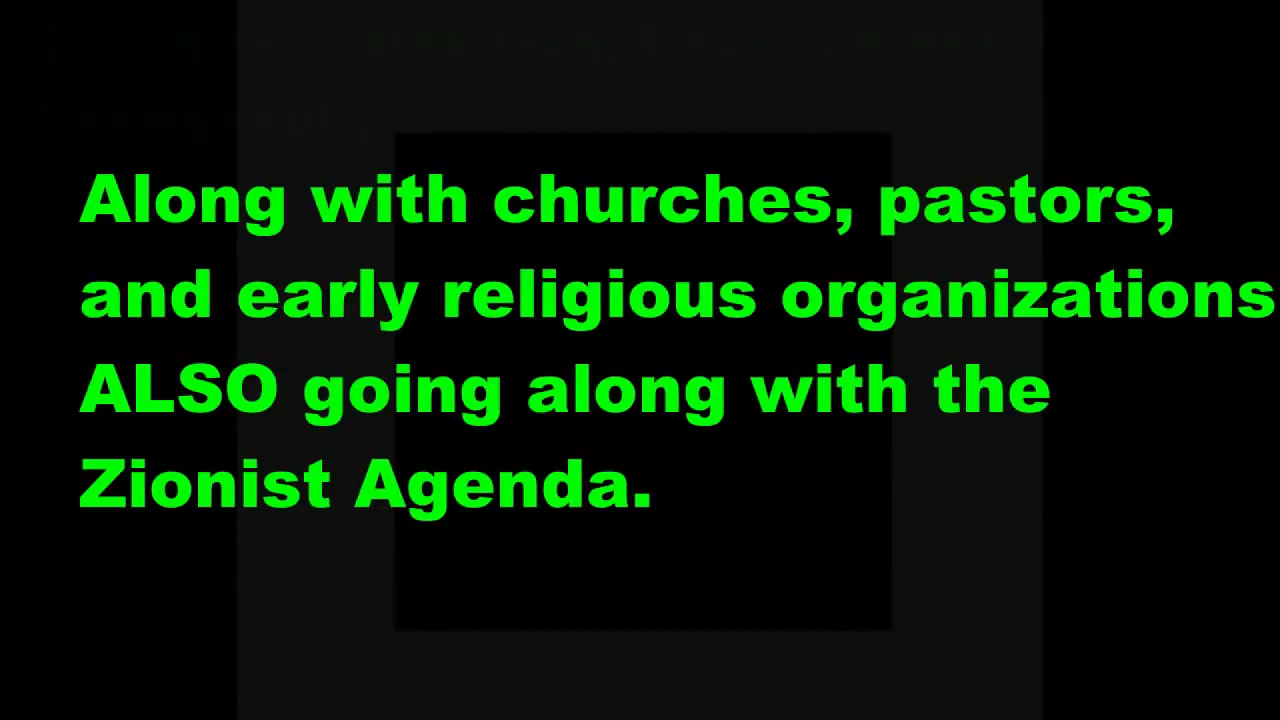 Along with churches, pastors,
and early religious organizations
ALSO going along with the
Zionist Agenda.